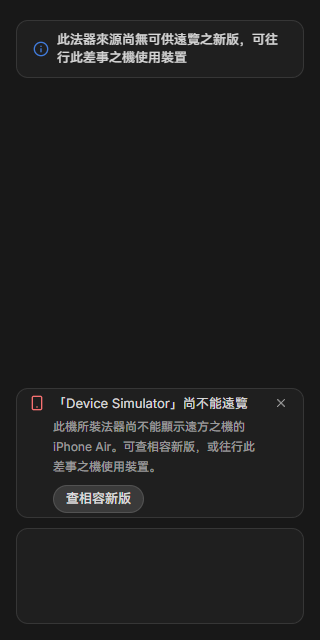 此法器來源尚無可供遠覽之新版，可往
行此差事之機使用裝置
「Device Simulator」尚不能遠覽
此機所裝法器尚不能顯示遠方之機的
iPhone Air。可查相容新版，或往行此
差事之機使用裝置。
查相容新版